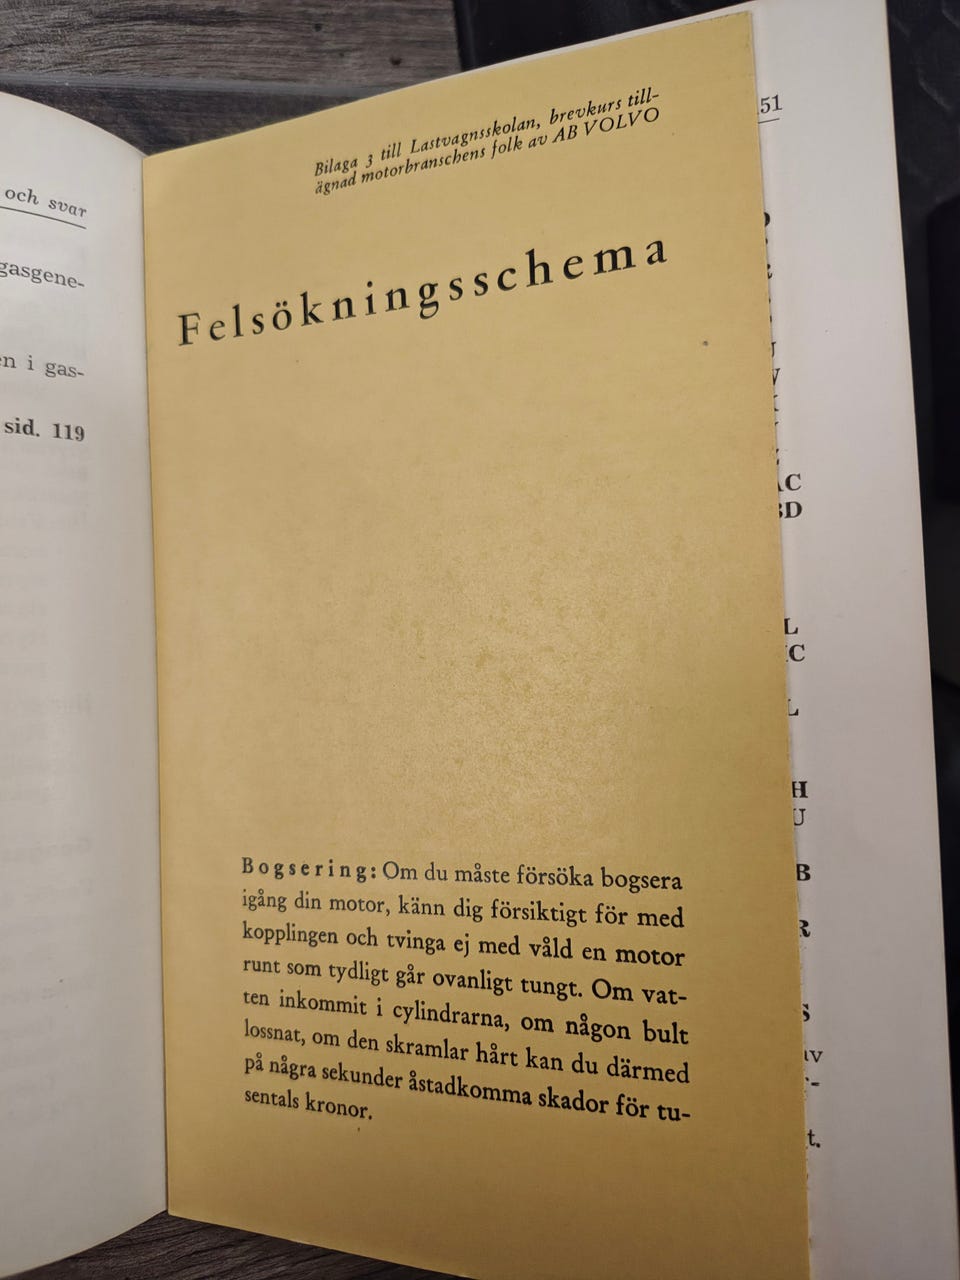 och svar
gasgene-
i gas-
sid. 119
Bilaga 3 till Lastvagnsskolan, brevkurs till-
ägnad motorbranschens folk av AB VOLVO
Felsökningsschema
Bogsering: Om du måste försöka bogsera
igång din motor, känn dig försiktigt för med
kopplingen och tvinga ej med våld en motor
runt som tydligt går ovanligt tungt. Om vat-
ten inkommit i cylindrarna, om någon bult
lossnat, om den skramlar hårt kan du därmed
på några sekunder åstadkomma skador för tu-
sentals kronor.
51